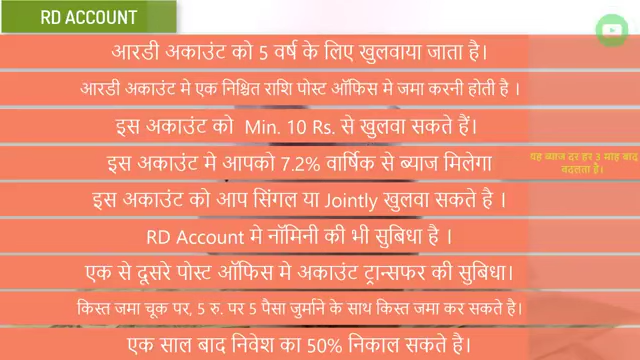 RD ACCOUNT
आरडी अकाउंट को 5 वर्ष के लिए खुलवाया जाता है।
आरडी अकाउंट मे एक निश्चित राशि पोस्ट ऑफिस मे जमा करनी होती है ।
इस अकाउंट को Min. 10 Rs. से खुलवा सकते हैं।
इस अकाउंट मे आपको 7.2% वार्षिक से ब्याज मिलेगा
यह ब्याज दर हर 3 माह बाद
बदलता है।
इस अकाउंट को आप सिंगल या Jointly खुलवा सकते है ।
RD Account मे नॉमिनी की भी सुबिधा है ।
एक से दूसरे पोस्ट ऑफिस मे अकाउंट ट्रान्सफर की सुबिधा।
किस्त जमा चूक पर, 5 रु. पर 5 पैसा जुर्माने के साथ किस्त जमा कर सकते है।
एक साल बाद निवेश का 50% निकाल सकते है।